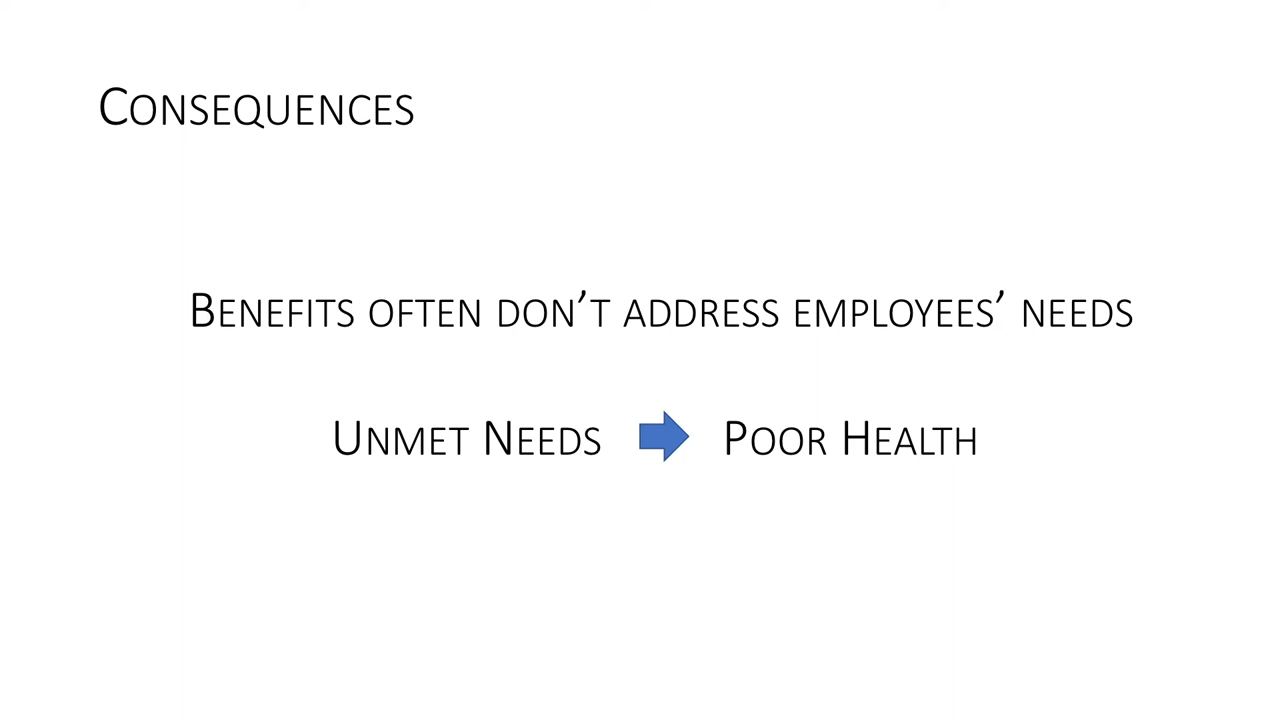 Consequences
Benefits often don’t address employees’ needs
Unmet Needs Poor Health